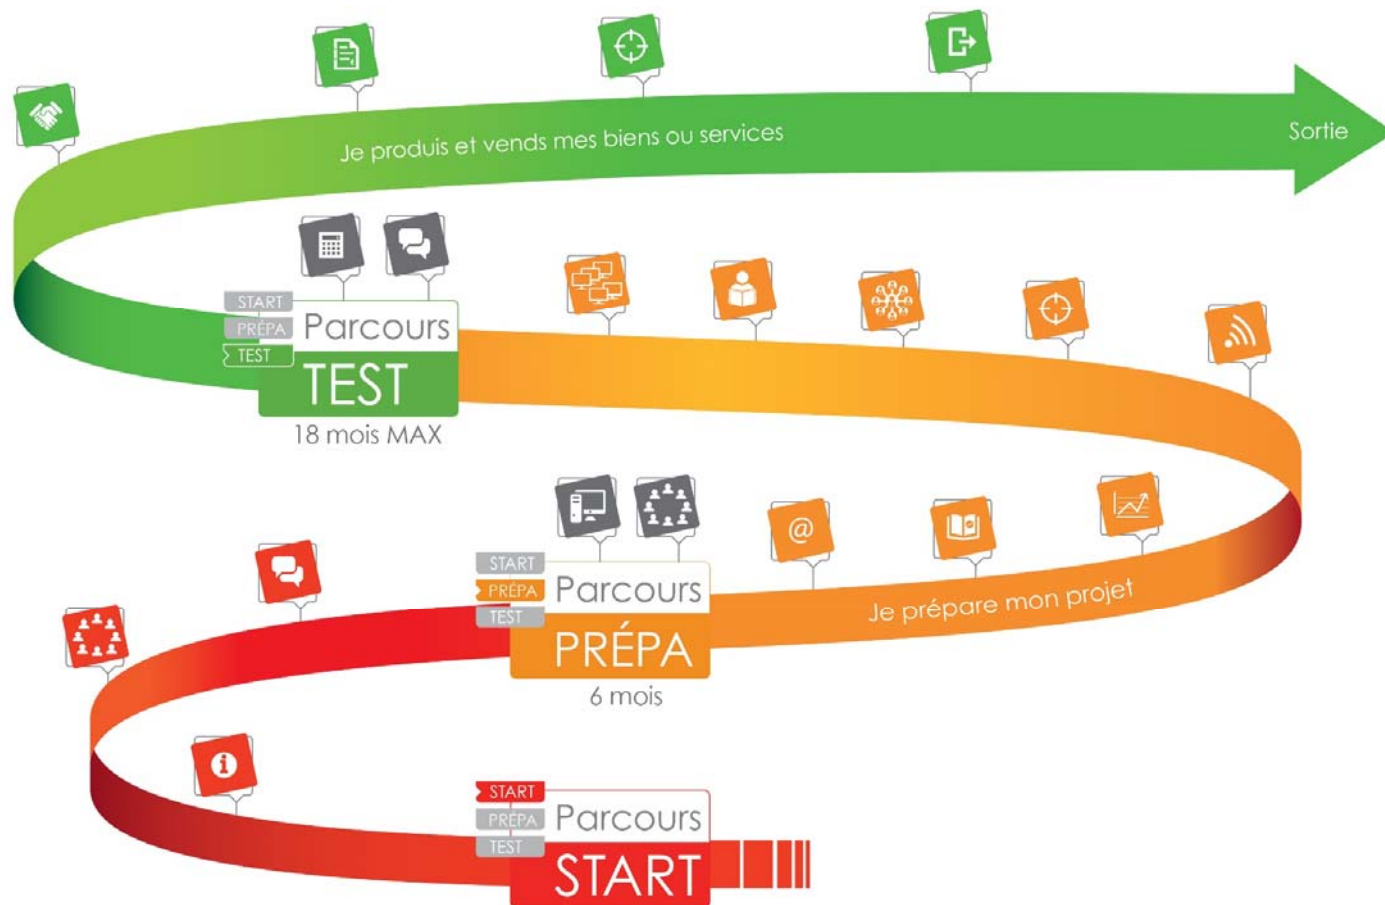 Je produis et vends mes biens ou services
Sortie
START
PRÉPA
TEST
Parcours
TEST
18 mois MAX
START
PRÉPA
TEST
Parcours
PRÉPA
6 mois
@
Je prépare mon projet
i
START
PRÉPA
TEST
Parcours
START